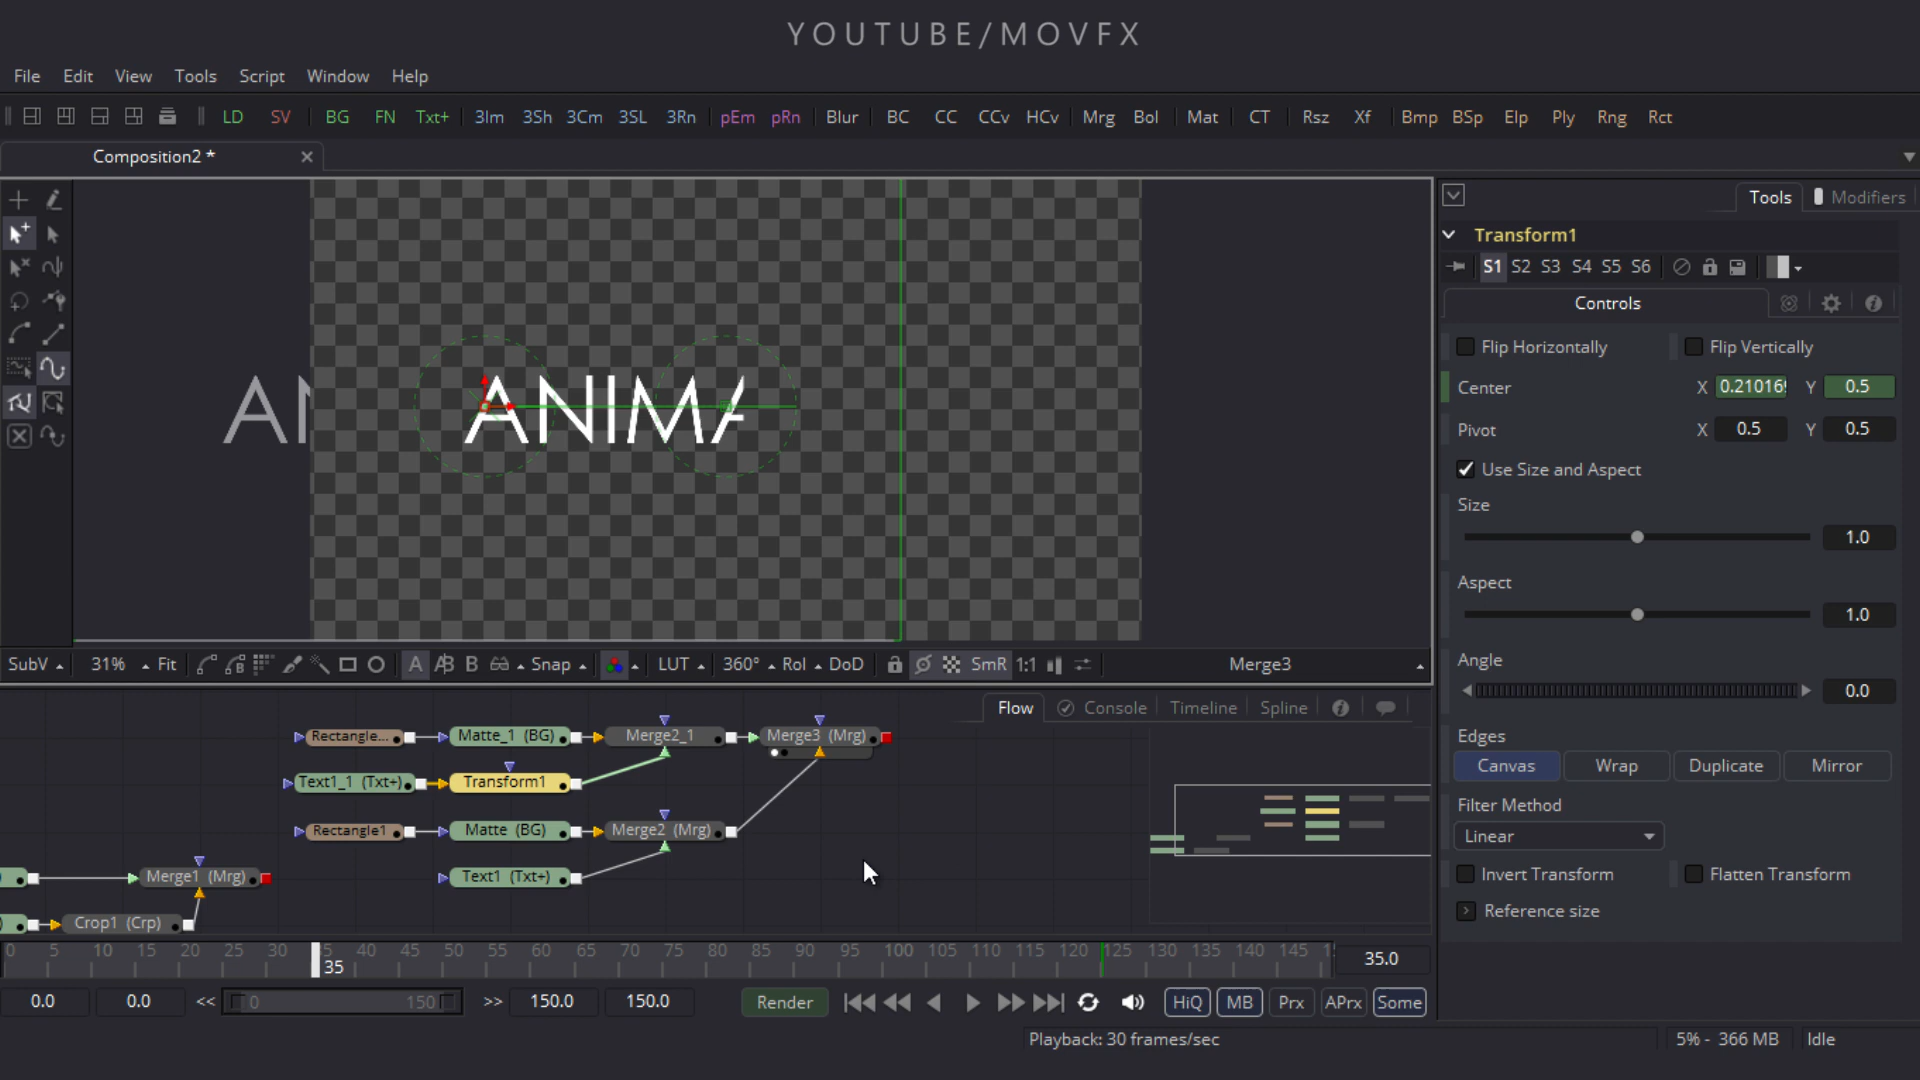 YOUTUBE/MOVFX
File Edit View Tools Script Window Help
LD SV BG FN Txt+ 3Im 3Sh 3Cm 3SL 3Rn pEm pRn Blur BC CC CCv HCv Mrg Bol Mat CT Rsz Xf Bmp BSp Elp Ply Rng Rct
Composition2 *
Tools Modifiers
Transform1
S1 S2 S3 S4 S5 S6
Controls
Flip Horizontally Flip Vertically
Center X 0.210169 Y 0.5
Pivot X 0.5 Y 0.5
Use Size and Aspect
Size
1.0
Aspect
1.0
Angle
0.0
Edges
Canvas Wrap Duplicate Mirror
Filter Method
Linear
Invert Transform Flatten Transform
Reference size
AN ANIMA
SubV 31% Fit A AB B Snap LUT 360° RoI DoD SmR 1:1 Merge3
Flow Console Timeline Spline
Rectangle... Matte_1 (BG) Merge2_1 Merge3 (Mrg)
Text1_1 (Txt+) Transform1
Rectangle1 Matte (BG) Merge2 (Mrg)
) Merge1 (Mrg) Text1 (Txt+)
) Crop1 (Crp)
0 5 10 15 20 25 30 35 40 45 50 55 60 65 70 75 80 85 90 95 100 105 110 115 120 125 130 135 140 145
35 35.0
0.0 0.0 << 0 150 >> 150.0 150.0 Render HiQ MB Prx APrx Some
Playback: 30 frames/sec 5% - 366 MB Idle